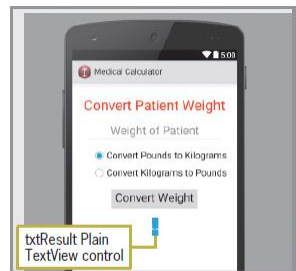 5:00
Medical Calculator
Convert Patient Weight
Weight of Patient
Convert Pounds to Kilograms
Convert Kilograms to Pounds
Convert Weight
txtResult Plain
TextView control